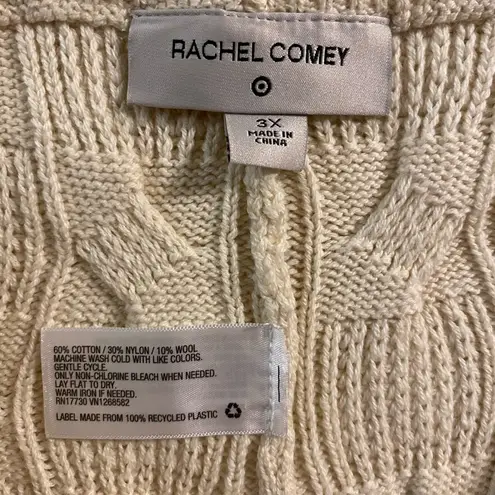 RACHEL COMEY
3X
MADE IN
CHINA
60% COTTON / 30% NYLON / 10% WOOL
MACHINE WASH COLD WITH LIKE COLORS.
GENTLE CYCLE.
ONLY NON-CHLORINE BLEACH WHEN NEEDED.
LAY FLAT TO DRY.
WARM IRON IF NEEDED.
RN17730 VN1268582
LABEL MADE FROM 100% RECYCLED PLASTIC